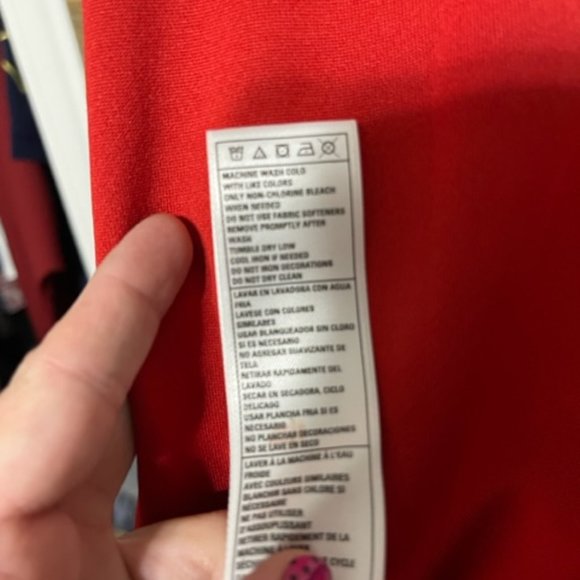 MACHINE WASH COLD
WITH LIKE COLORS
ONLY NON-CHLORINE BLEACH
WHEN NEEDED
DO NOT USE FABRIC SOFTENERS
REMOVE PROMPTLY AFTER
WASH
TUMBLE DRY LOW
COOL IRON IF NEEDED
DO NOT IRON DECORATIONS
DO NOT DRY CLEAN
LAVAR EN LAVADORA CON AGUA
FRIA
LAVESE CON COLORES
SIMILARES
USAR BLANQUEADOR SIN CLORO
SI ES NECESARIO
NO AGREGAR SUAVIZANTE DE
TELA
RETIRAR RAPIDAMENTE DEL
LAVADO
SECAR EN SECADORA, CICLO
DELICADO
USAR PLANCHA FRIA SI ES
NECESARIO
NO PLANCHAR DECORACIONES
NO SE LAVE EN SECO
LAVER À LA MACHINE À L'EAU
FROIDE
AVEC COULEURS SIMILAIRES
BLANCHIR SANS CHLORE SI
NÉCESSAIRE
NE PAS UTILISER
D'ASSOUPLISSANT
RETIRER RAPIDEMENT DE LA
MACHINE
CYCLE